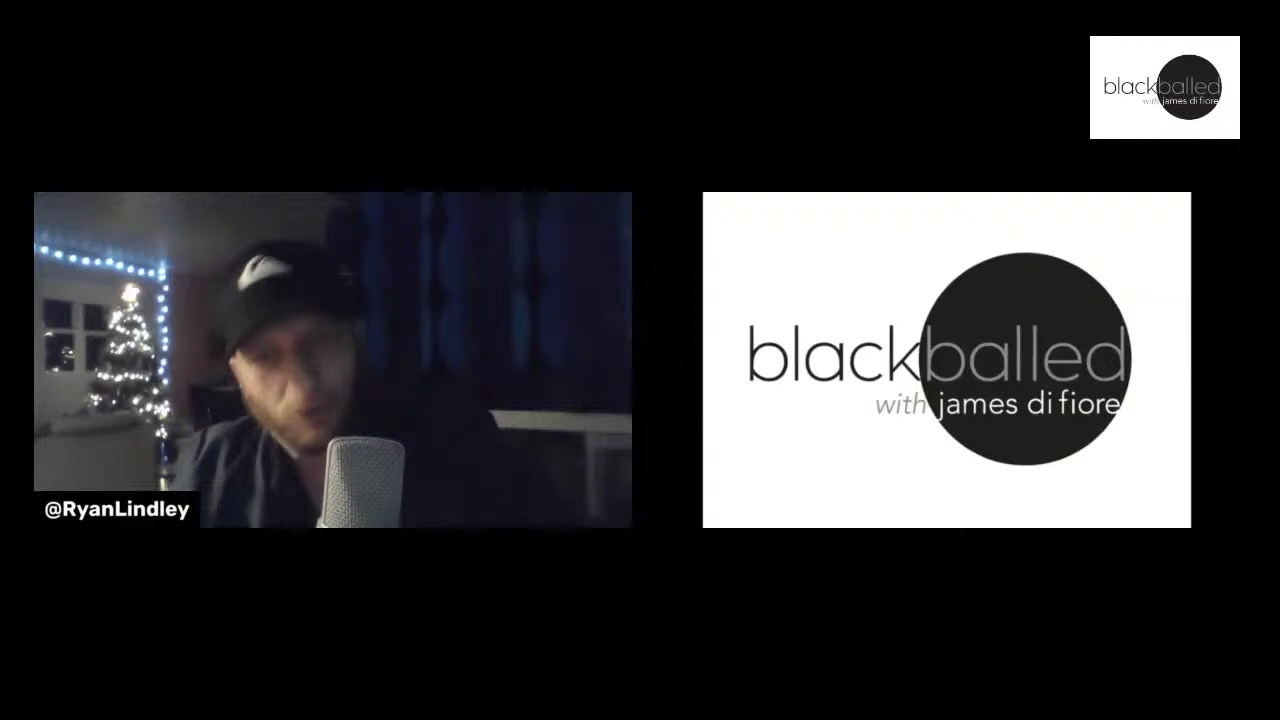 blackballed
with james di fiore
blackballed
with james di fiore
@RyanLindley